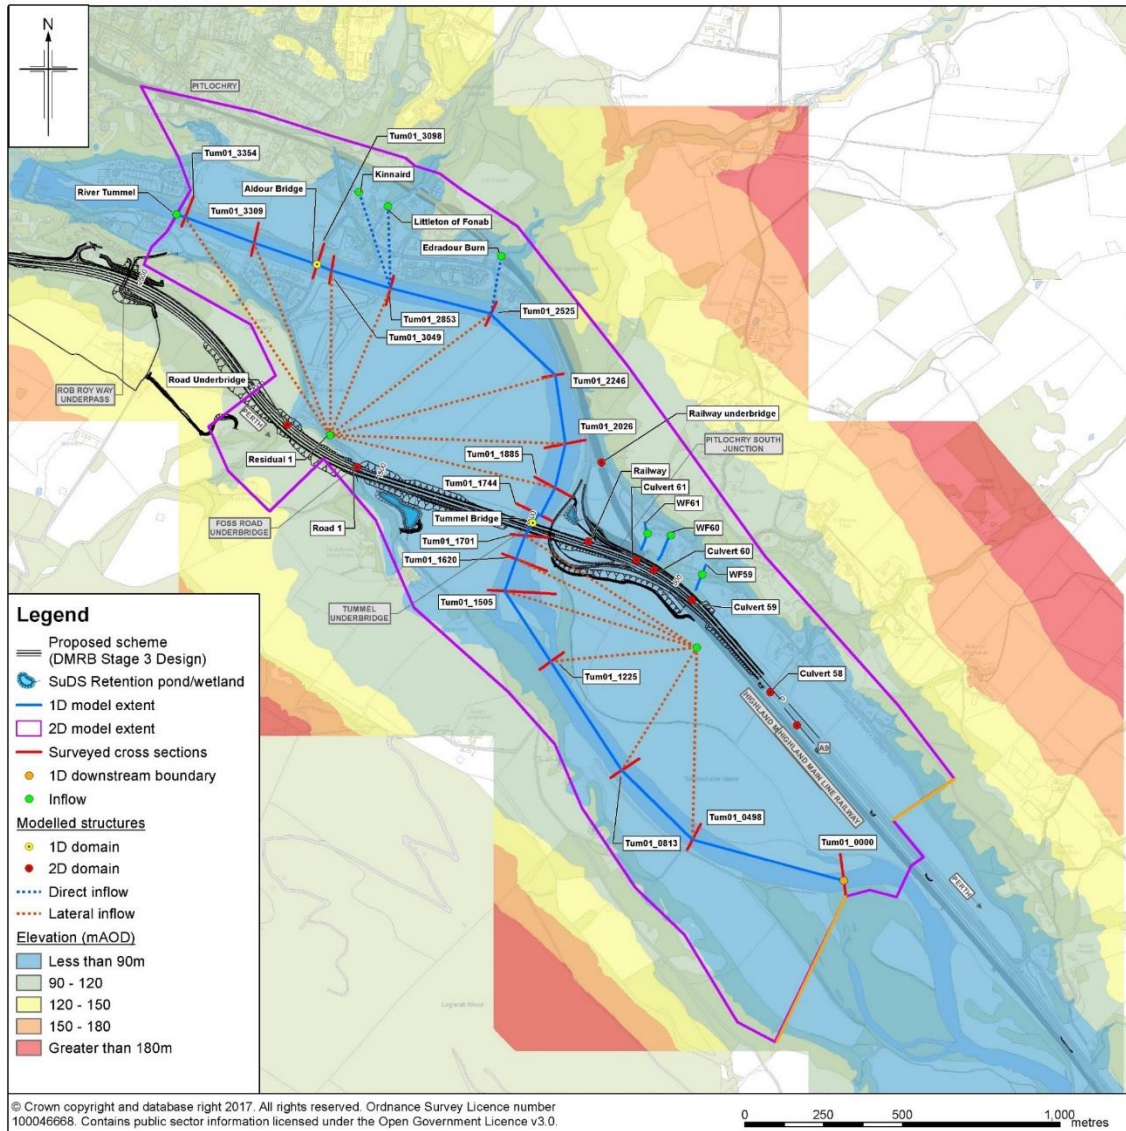 N
PITLOCHRY
Tum01_3098
Kinnaird
Tum01_3354
Aldour Bridge
River Tummel
Tum01_3309
Littleton of Fonab
Edradour Burn
Tum01_2853
Tum01_2525
Tum01_3049
Tum01_2246
Road Underbridge
ROB ROY WAY
UNDERPASS
PERTH
Tum01_2026
Railway underbridge
PITLOCHRY SOUTH
JUNCTION
Tum01_1885
Residual 1
Railway
Tum01_1744
Culvert 61
WF61
FOSS ROAD
UNDERBRIDGE
Road 1
Tummel Bridge
WF60
Tum01_1701
Culvert 60
Tum01_1620
WF59
TUMMEL
UNDERBRIDGE
Tum01_1505
Culvert 59
Tum01_1225
Culvert 58
HIGHLAND MAIN LINE RAILWAY
A9
Tum01_0498
Tum01_0813
Tum01_0000
PERTH
Legend
Proposed scheme
(DMRB Stage 3 Design)
SuDS Retention pond/wetland
1D model extent
2D model extent
Surveyed cross sections
1D downstream boundary
Inflow
Modelled structures
1D domain
2D domain
Direct inflow
Lateral inflow
Elevation (mAOD)
Less than 90m
90 - 120
120 - 150
150 - 180
Greater than 180m
© Crown copyright and database right 2017. All rights reserved. Ordnance Survey Licence number
100046668. Contains public sector information licensed under the Open Government Licence v3.0.
0 250 500 1,000
metres